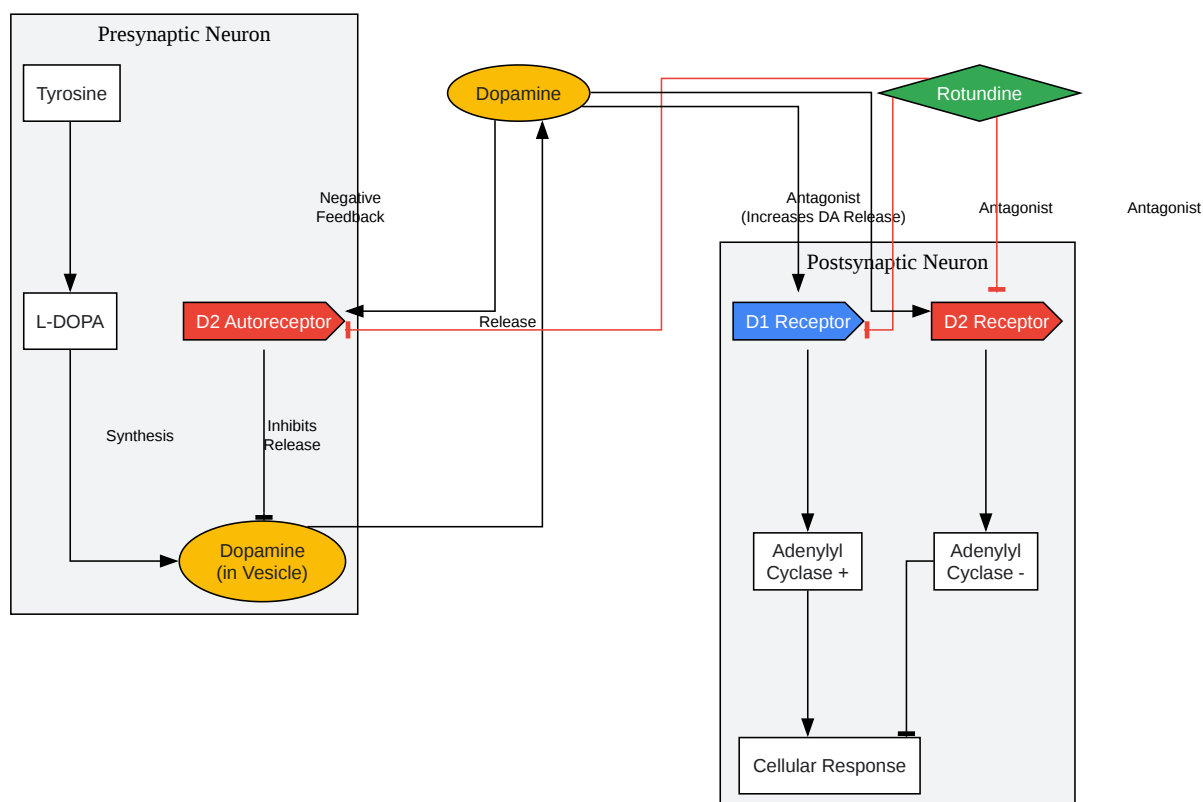 Presynaptic Neuron
Tyrosine
Dopamine
Rotundine
Negative
Feedback
Antagonist
(Increases DA Release)
Antagonist
Antagonist
Postsynaptic Neuron
L-DOPA
D2 Autoreceptor
Release
D1 Receptor
D2 Receptor
Synthesis
Inhibits
Release
Dopamine
(in Vesicle)
Adenylyl
Cyclase +
Adenylyl
Cyclase -
Cellular Response